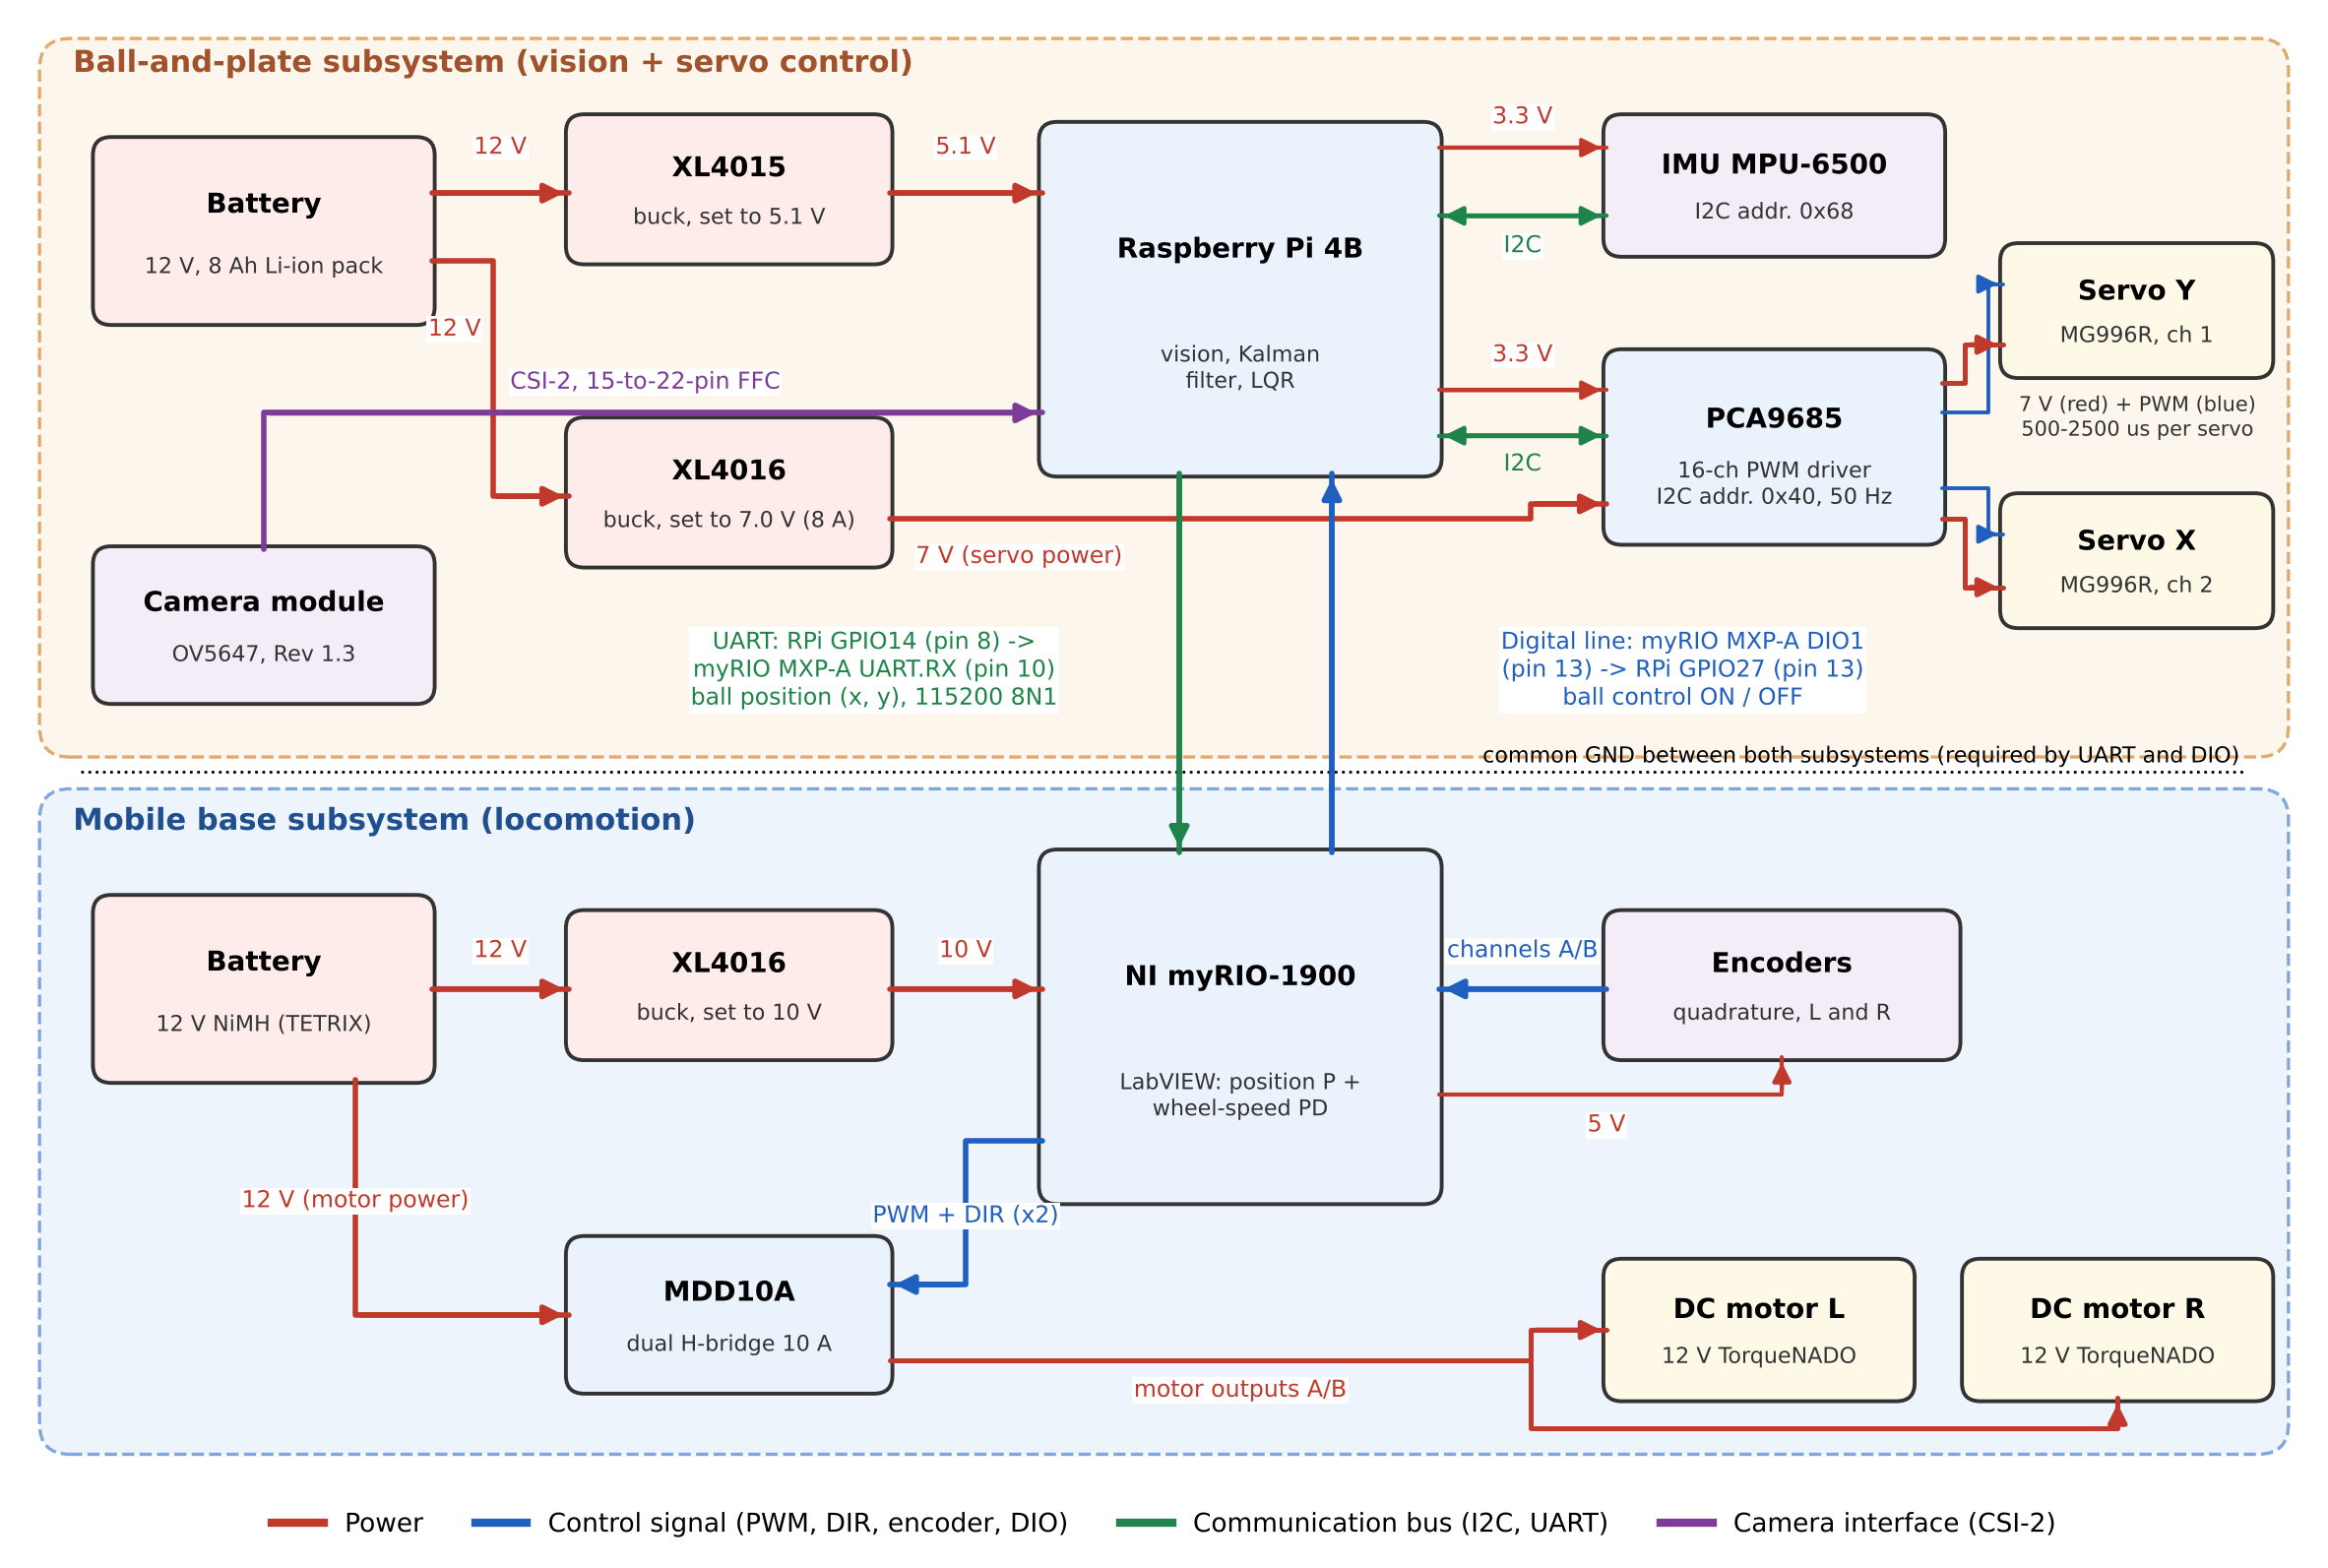 Ball-and-plate subsystem (vision + servo control)
Battery
12 V, 8 Ah Li-ion pack
12 V
XL4015
buck, set to 5.1 V
5.1 V
Raspberry Pi 4B
vision, Kalman
filter, LQR
3.3 V
I2C
IMU MPU-6500
I2C addr. 0x68
Servo Y
MG996R, ch 1
12 V
CSI-2, 15-to-22-pin FFC
3.3 V
I2C
PCA9685
16-ch PWM driver
I2C addr. 0x40, 50 Hz
7 V (red) + PWM (blue)
500-2500 us per servo
XL4016
buck, set to 7.0 V (8 A)
7 V (servo power)
Servo X
MG996R, ch 2
Camera module
OV5647, Rev 1.3
UART: RPi GPIO14 (pin 8) ->
myRIO MXP-A UART.RX (pin 10)
ball position (x, y), 115200 8N1
Digital line: myRIO MXP-A DIO1
(pin 13) -> RPi GPIO27 (pin 13)
ball control ON / OFF
common GND between both subsystems (required by UART and DIO)
Mobile base subsystem (locomotion)
Battery
12 V NiMH (TETRIX)
12 V
XL4016
buck, set to 10 V
10 V
NI myRIO-1900
LabVIEW: position P +
wheel-speed PD
channels A/B
Encoders
quadrature, L and R
5 V
12 V (motor power)
PWM + DIR (x2)
MDD10A
dual H-bridge 10 A
motor outputs A/B
DC motor L
12 V TorqueNADO
DC motor R
12 V TorqueNADO
Power
Control signal (PWM, DIR, encoder, DIO)
Communication bus (I2C, UART)
Camera interface (CSI-2)